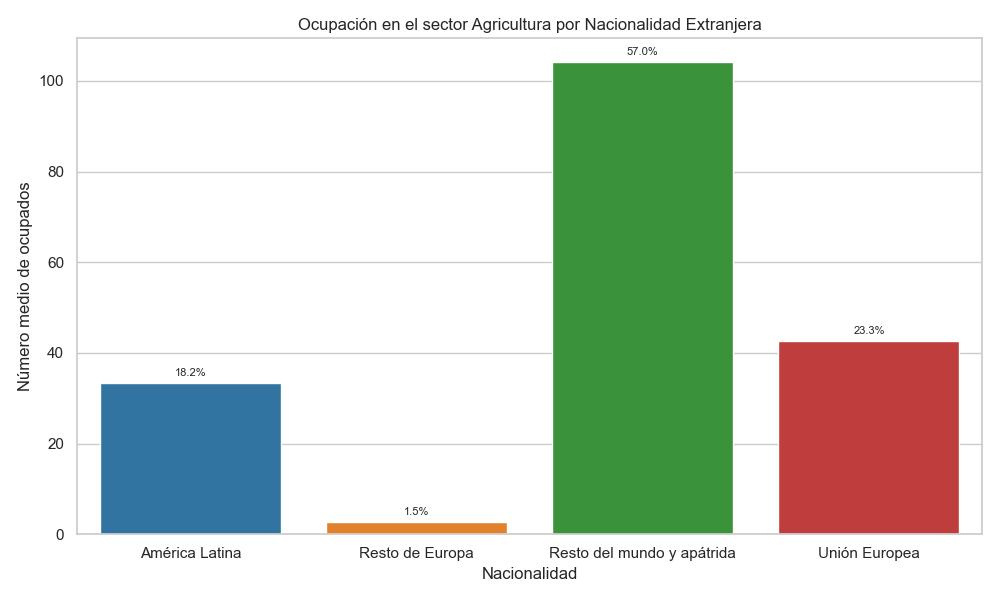 Ocupación en el sector Agricultura por Nacionalidad Extranjera
Número medio de ocupados
100
80
60
40
20
0
18.2%
1.5%
57.0%
23.3%
América Latina
Resto de Europa
Resto del mundo y apátrida
Unión Europea
Nacionalidad